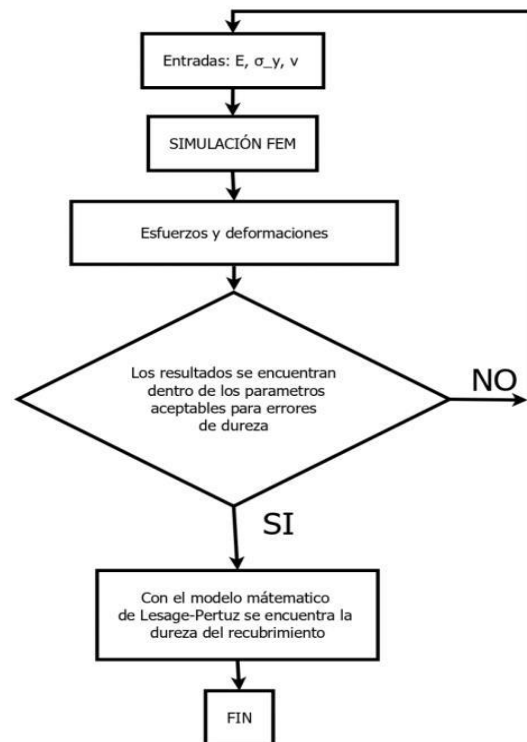 Entradas: E, σ_y, v
SIMULACIÓN FEM
Esfuerzos y deformaciones
Los resultados se encuentran
dentro de los parametros
aceptables para errores
de dureza
NO
SI
Con el modelo mátematico
de Lesage-Pertuz se encuentra la
dureza del recubrimiento
FIN